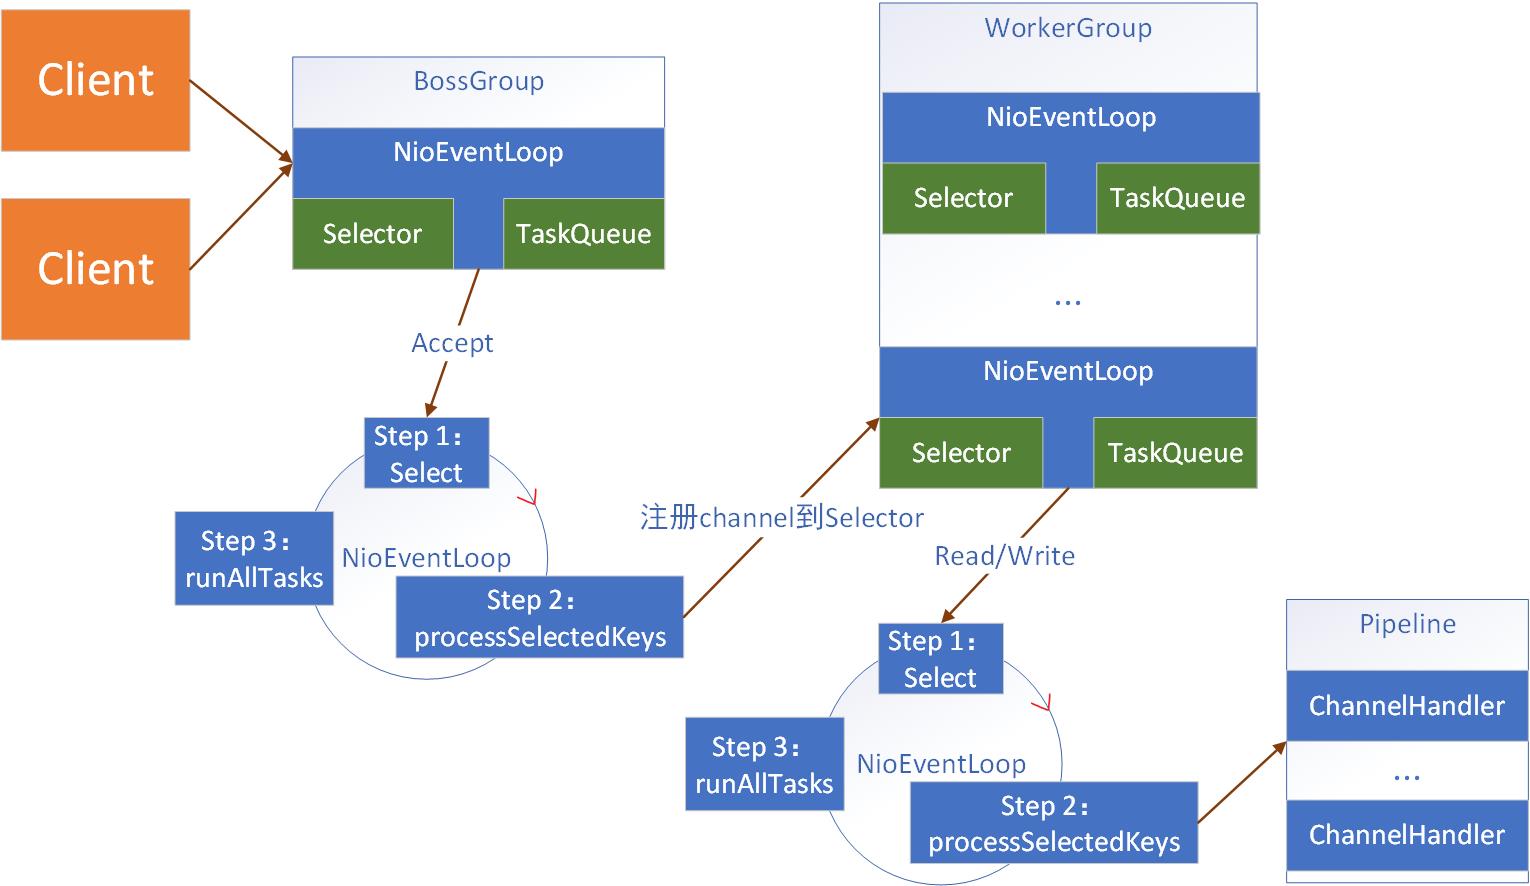 Client
Client
BossGroup
NioEventLoop
Selector
TaskQueue
Accept
Step 1：
Select
Step 3：
runAllTasks
NioEventLoop
Step 2：
processSelectedKeys
注册channel到Selector
WorkerGroup
NioEventLoop
Selector
TaskQueue
...
NioEventLoop
Selector
TaskQueue
Read/Write
Step 1：
Select
Step 3：
runAllTasks
NioEventLoop
Step 2：
processSelectedKeys
Pipeline
ChannelHandler
...
ChannelHandler